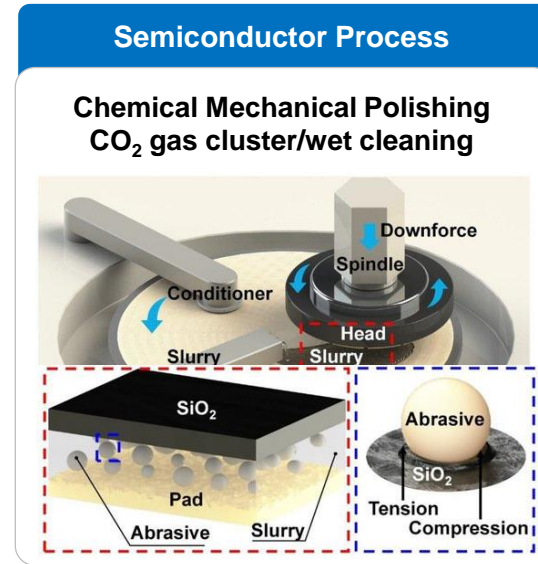 Semiconductor Process
Chemical Mechanical Polishing
CO₂ gas cluster/wet cleaning
Downforce
Spindle
Conditioner
Head
Slurry
Slurry
SiO₂
Pad
Abrasive
Slurry
Abrasive
SiO₂
Tension
Compression